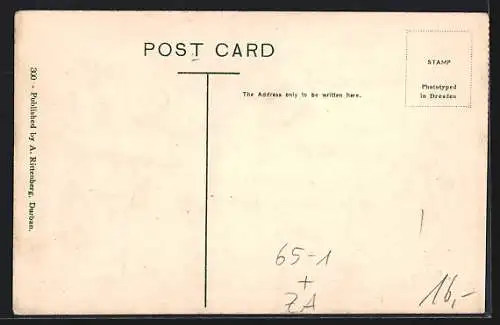 POST CARD
STAMP
Phototyped
in Dresden
The Address only to be written here.
300 - Published by A. Rittenberg, Durban.
65-1
+
ZA
16,-